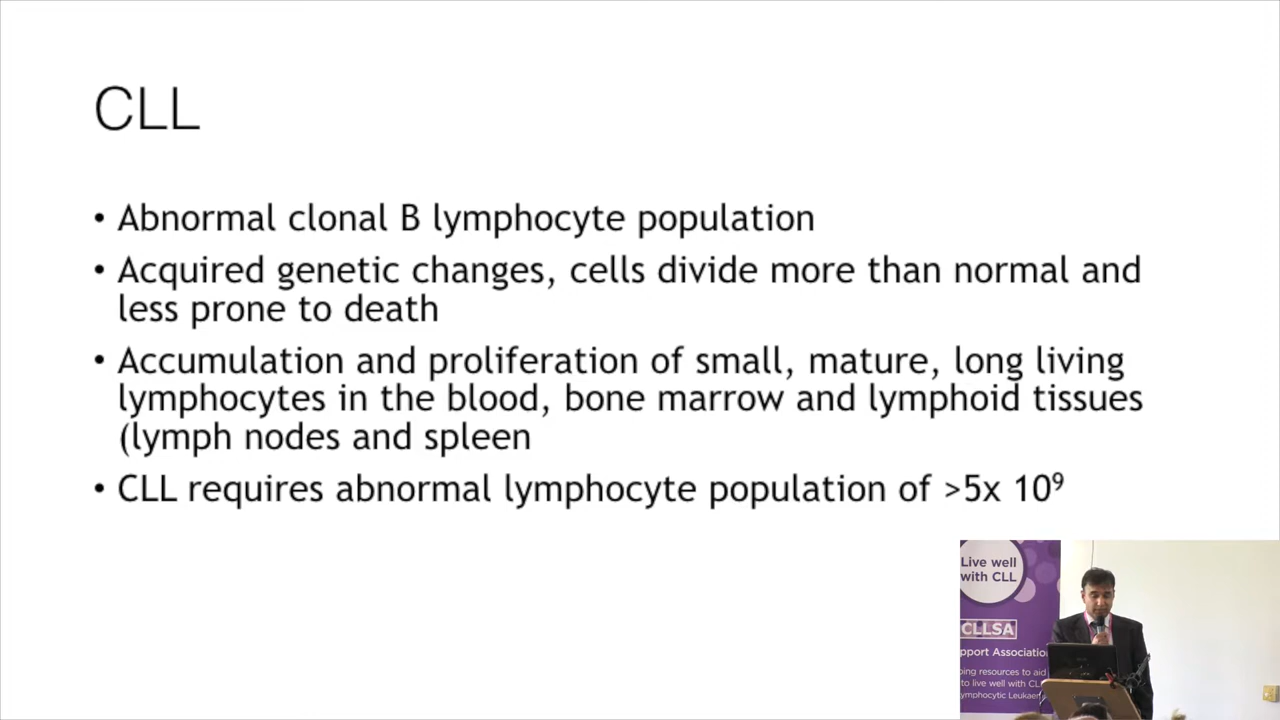 CLL
• Abnormal clonal B lymphocyte population
• Acquired genetic changes, cells divide more than normal and
less prone to death
• Accumulation and proliferation of small, mature, long living
lymphocytes in the blood, bone marrow and lymphoid tissues
(lymph nodes and spleen
• CLL requires abnormal lymphocyte population of >5x 10⁹
Live well
with CLL
CLLSA
pport Association
ping resources to aid
to live well with CL
ymphocytic Leukaem